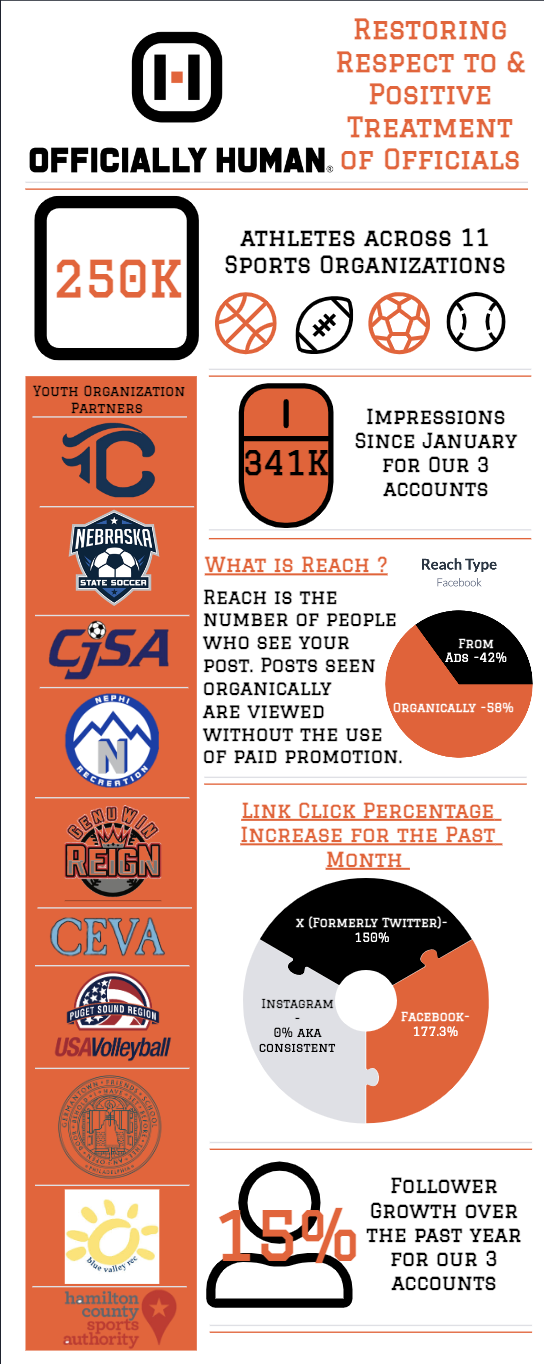 Restoring
Respect to &
Positive
Treatment
of Officials
OFFICIALLY HUMAN®
250K
athletes across 11
Sports Organizations
Youth Organization
Partners
C
NEBRASKA
STATE SOCCER
CJSA
NEPHI
N
RECREATION
GENUWIN
REIGN
CEVA
PUGET SOUND REGION
USAVolleyball
GERMANTOWN FRIENDS SCHOOL
PHILADELPHIA
blue valley rec
hamilton
county
sports
authority
341K
Impressions
Since January
for Our 3
accounts
What is Reach ?
Reach is the
number of people
who see your
post. Posts seen
organically
are viewed
without the use
of paid promotion.
Reach Type
Facebook
From
Ads -42%
Organically -58%
Link Click Percentage
Increase for the Past
Month
X (Formerly Twitter)-
150%
Instagram
-
0% aka
consistent
Facebook-
177.3%
15%
Follower
Growth over
the past year
for our 3
accounts